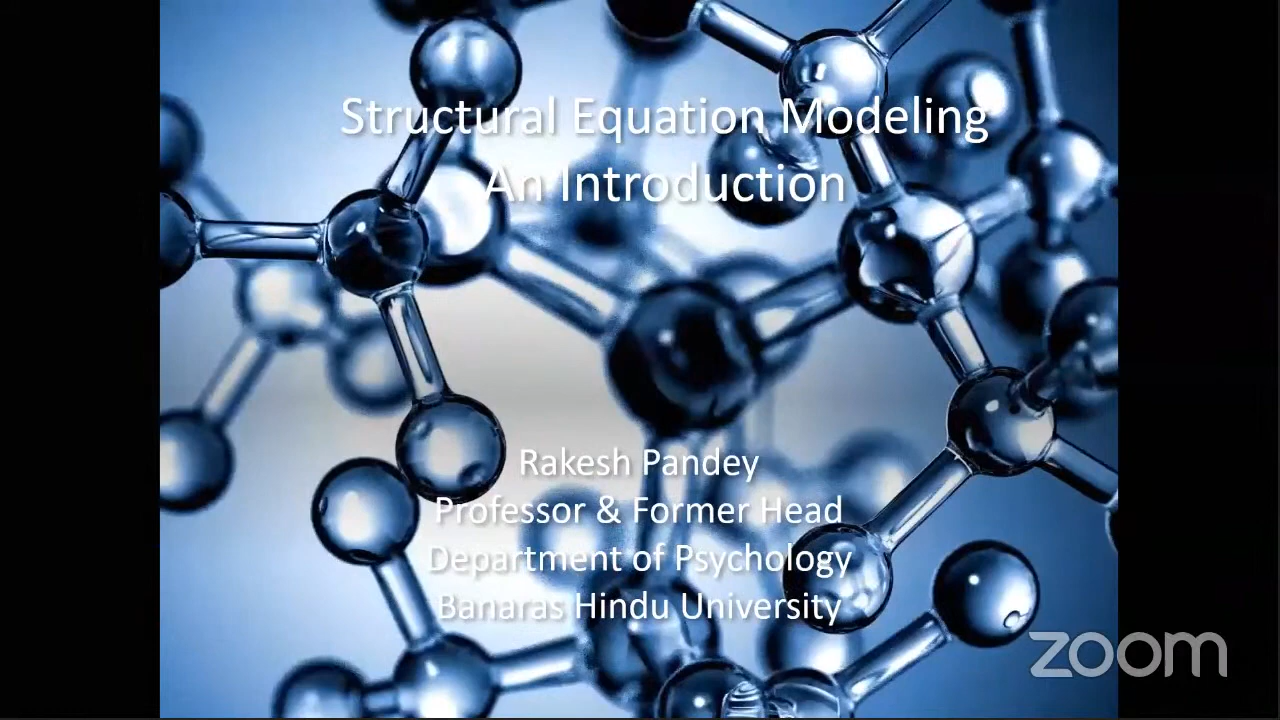 Structural Equation Modeling
An Introduction
Rakesh Pandey
Professor & Former Head
Department of Psychology
Banaras Hindu University
zoom